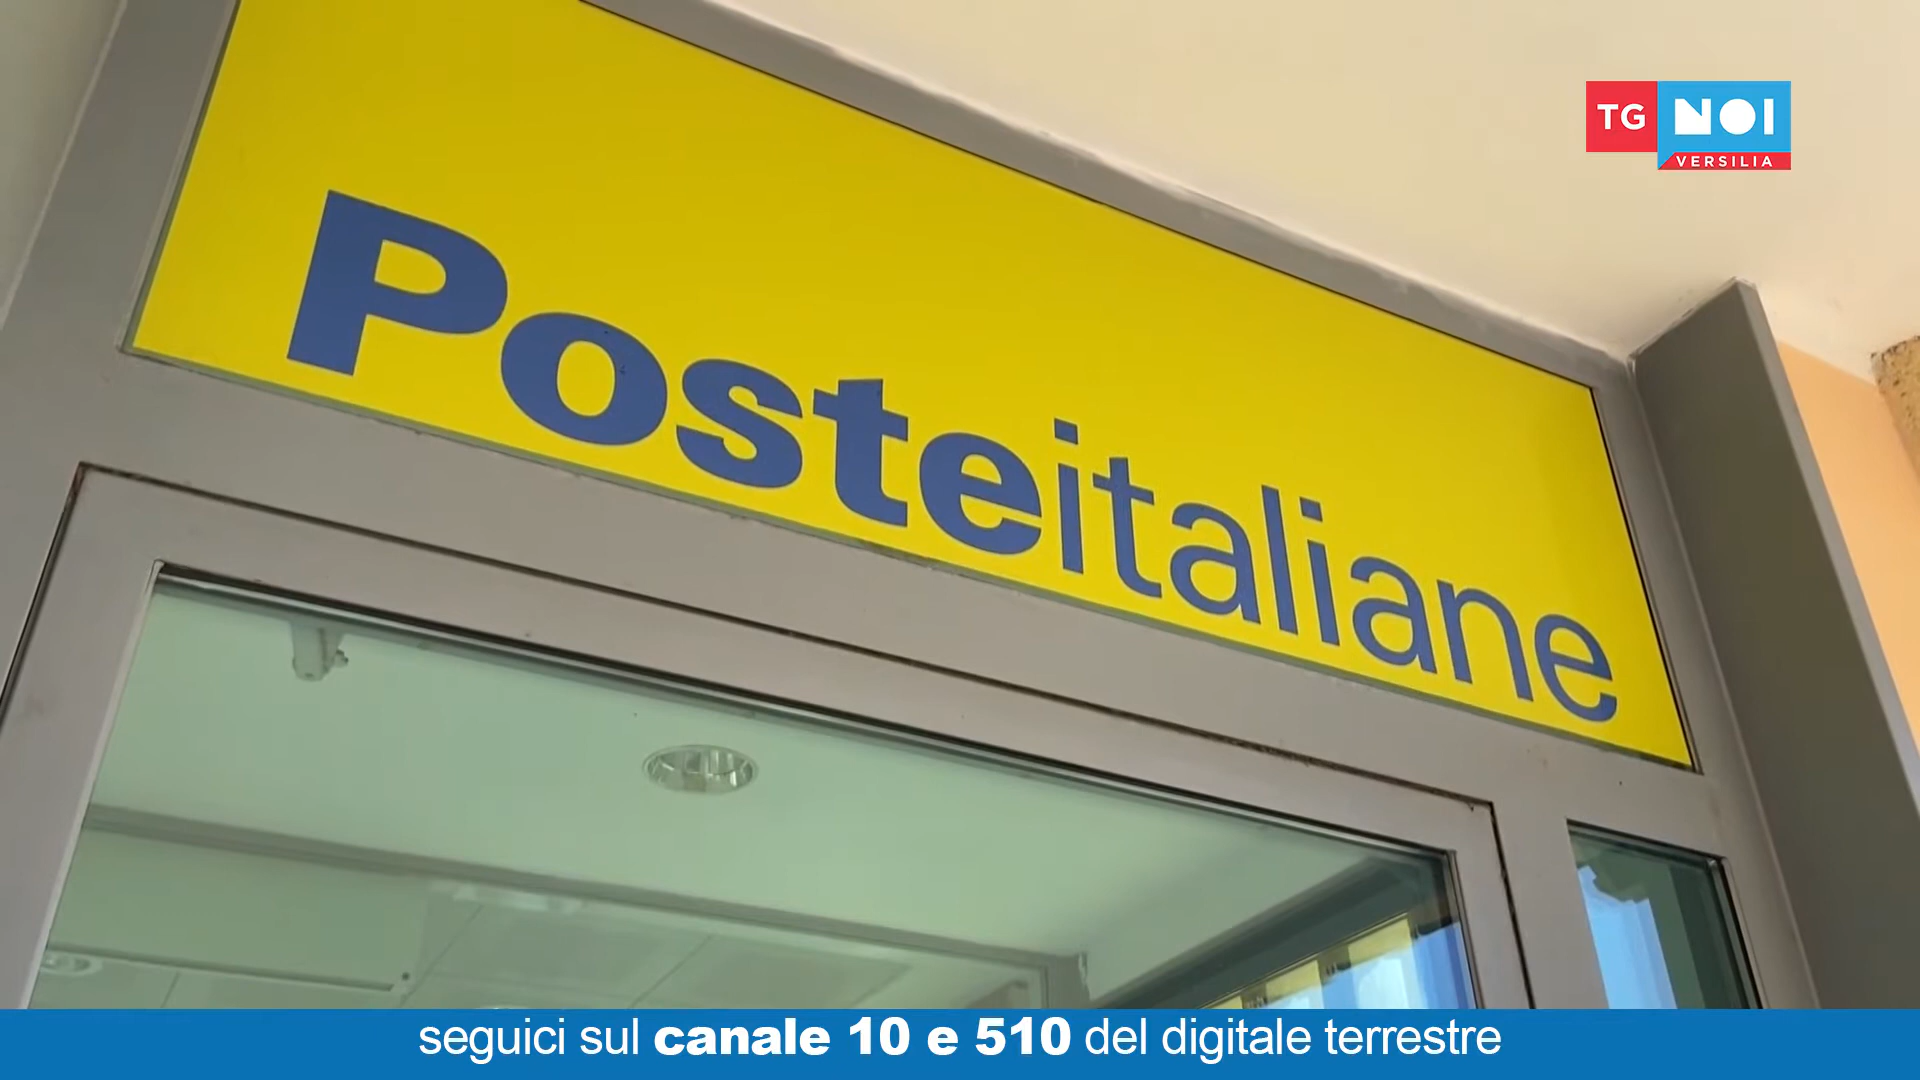 TG NOI
VERSILIA
Posteitaliane
seguici sul canale 10 e 510 del digitale terrestre